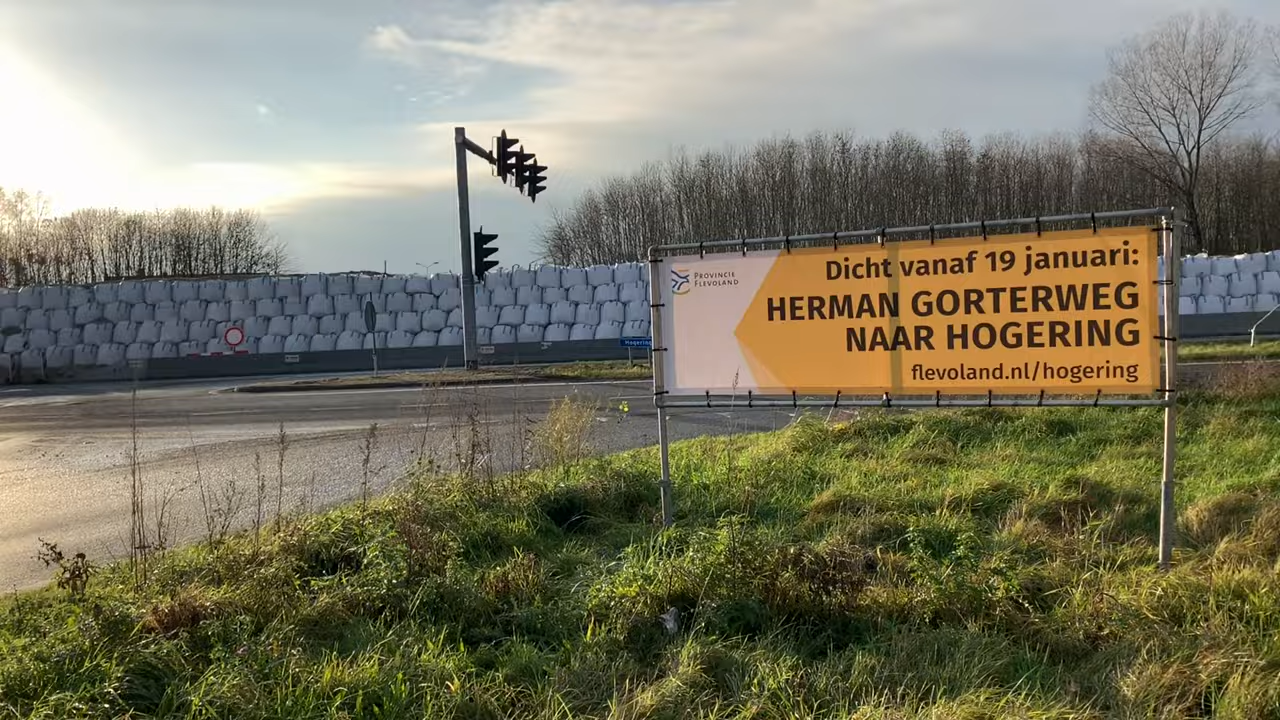 PROVINCIE
FLEVOLAND
Dicht vanaf 19 januari:
HERMAN GORTERWEG
NAAR HOGERING
flevoland.nl/hogering
Hogering